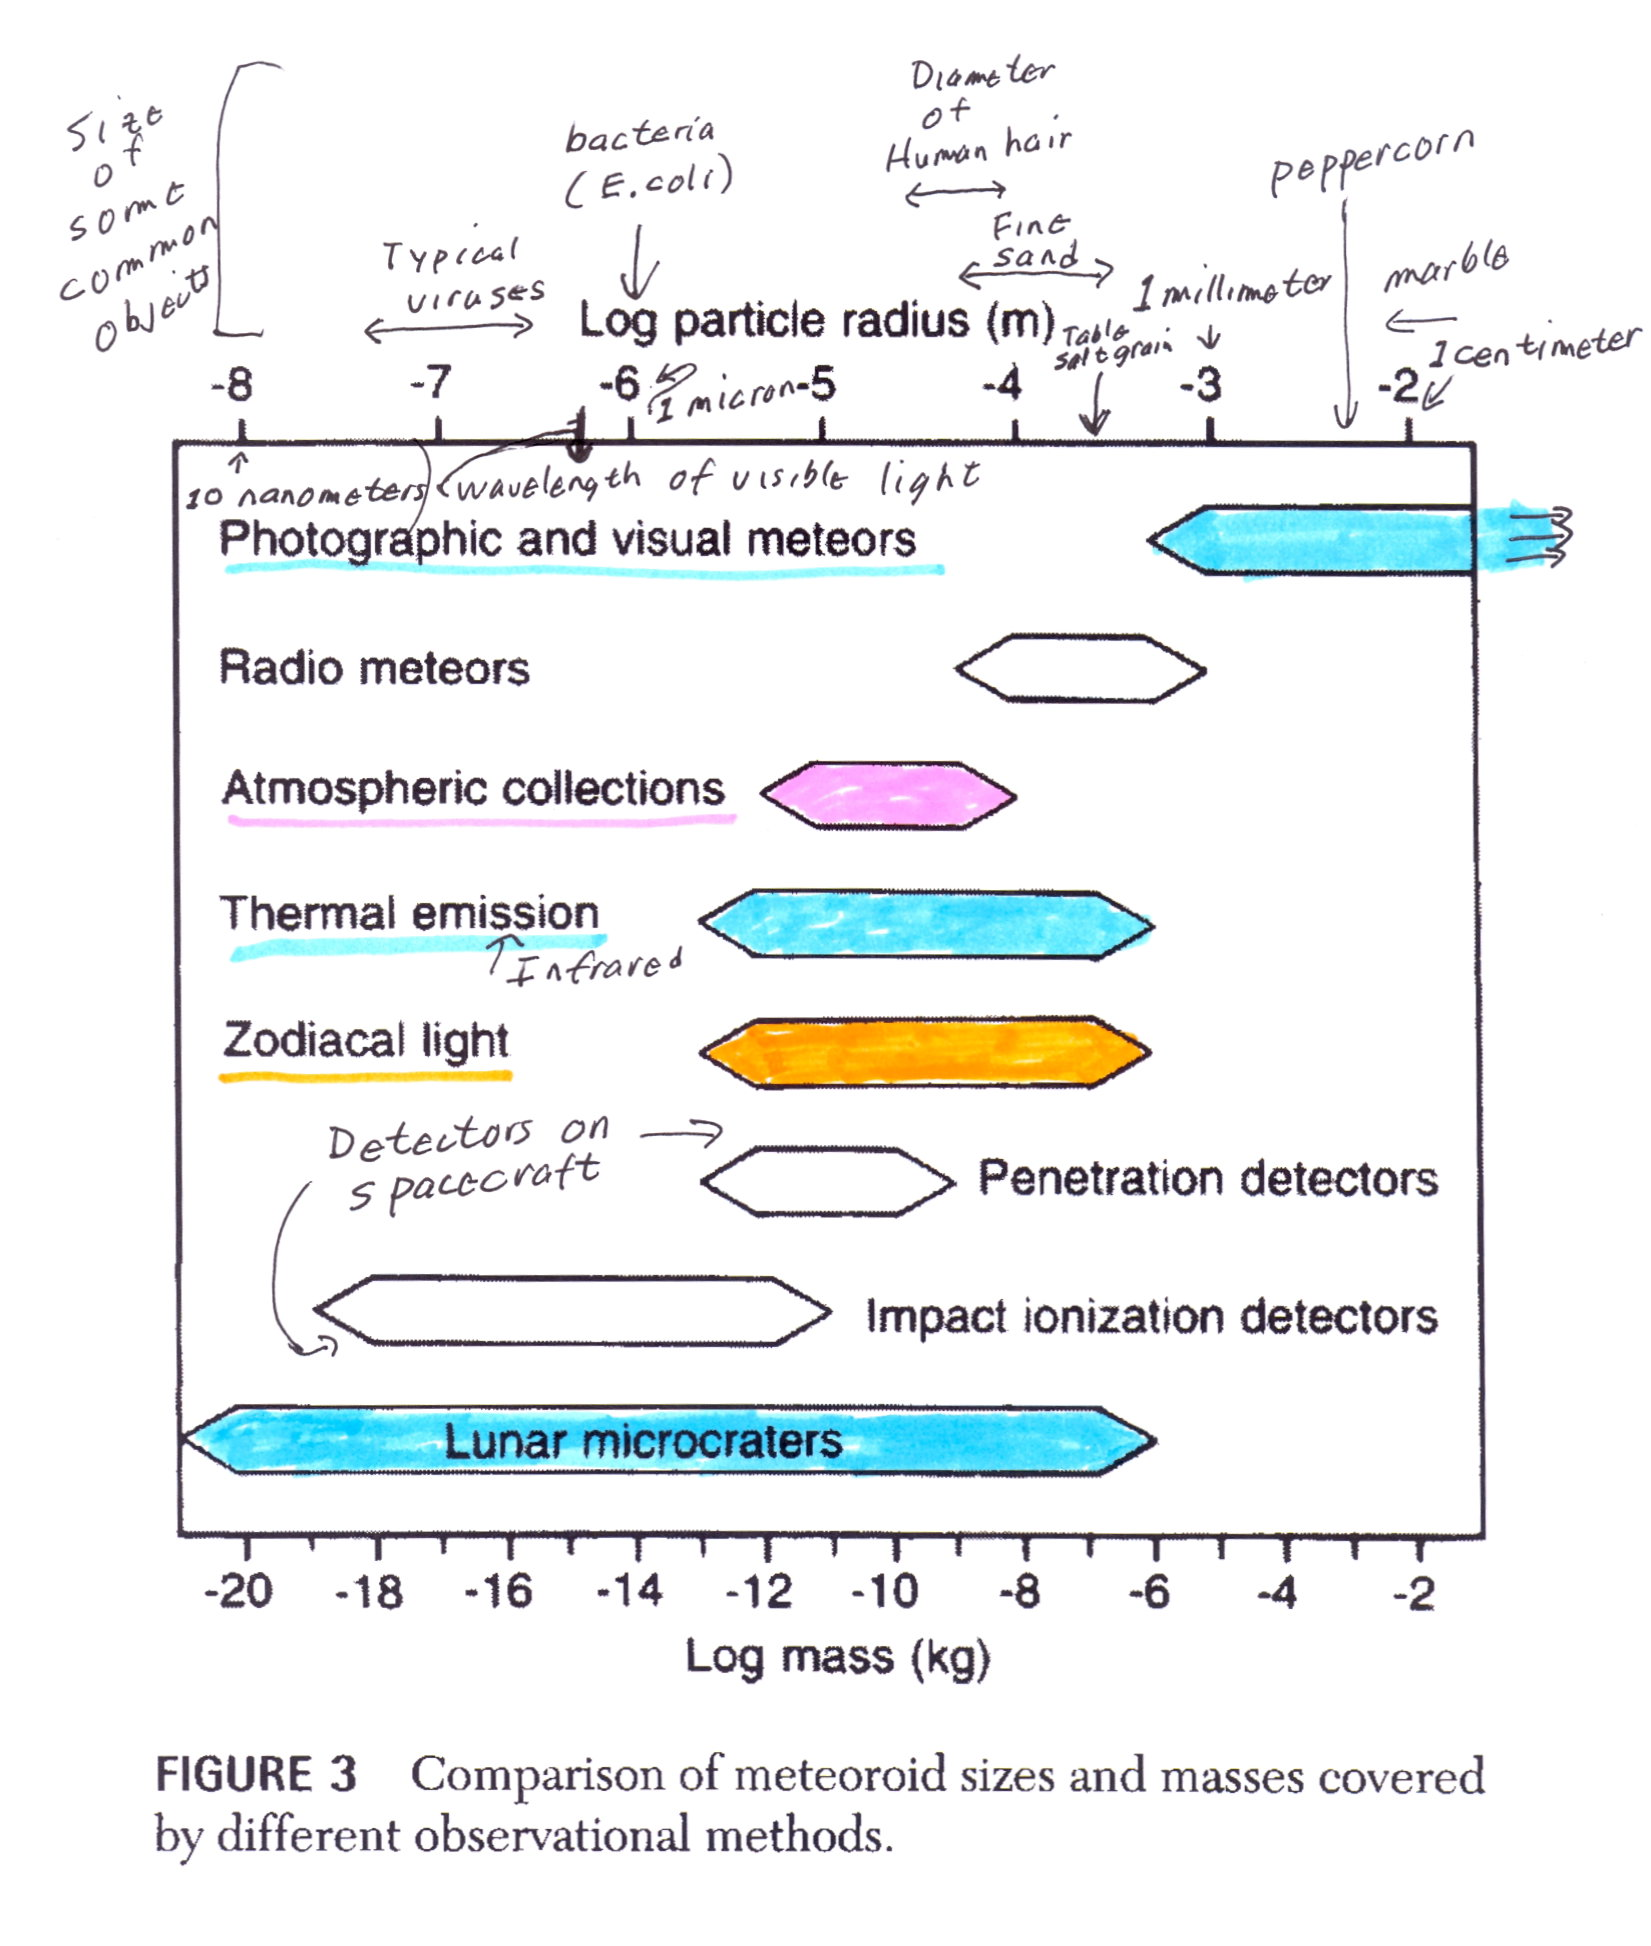 Size
of
some
common
objects
Typical
viruses
bacteria
(E.coli)
Diameter
of
Human hair
Fine
sand
peppercorn
marble
1 millimeter
1 centimeter
Table
salt grain
Log particle radius (m)
-8 -7 -6 -5 -4 -3 -2
1 micron
10 nanometers
wavelength of visible light
Photographic and visual meteors
Radio meteors
Atmospheric collections
Thermal emission
Infrared
Zodiacal light
Detectors on
spacecraft
Penetration detectors
Impact ionization detectors
Lunar microcraters
-20 -18 -16 -14 -12 -10 -8 -6 -4 -2
Log mass (kg)
FIGURE 3 Comparison of meteoroid sizes and masses covered
by different observational methods.